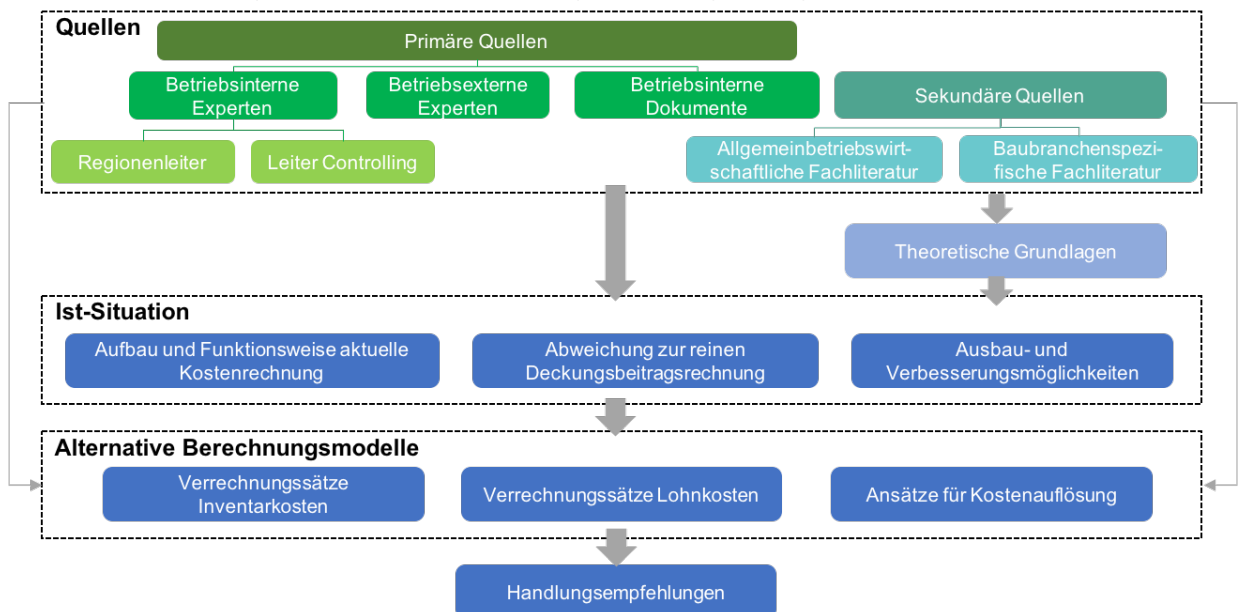 Quellen
Primäre Quellen
Betriebsinterne
Experten
Betriebsexterne
Experten
Betriebsinterne
Dokumente
Sekundäre Quellen
Regionenleiter
Leiter Controlling
Allgemeinbetriebswirt-
schaftliche Fachliteratur
Baubranchenspezi-
fische Fachliteratur
Theoretische Grundlagen
Ist-Situation
Aufbau und Funktionsweise aktuelle
Kostenrechnung
Abweichung zur reinen
Deckungsbeitragsrechnung
Ausbau- und
Verbesserungsmöglichkeiten
Alternative Berechnungsmodelle
Verrechnungssätze
Inventarkosten
Verrechnungssätze Lohnkosten
Ansätze für Kostenauflösung
Handlungsempfehlungen